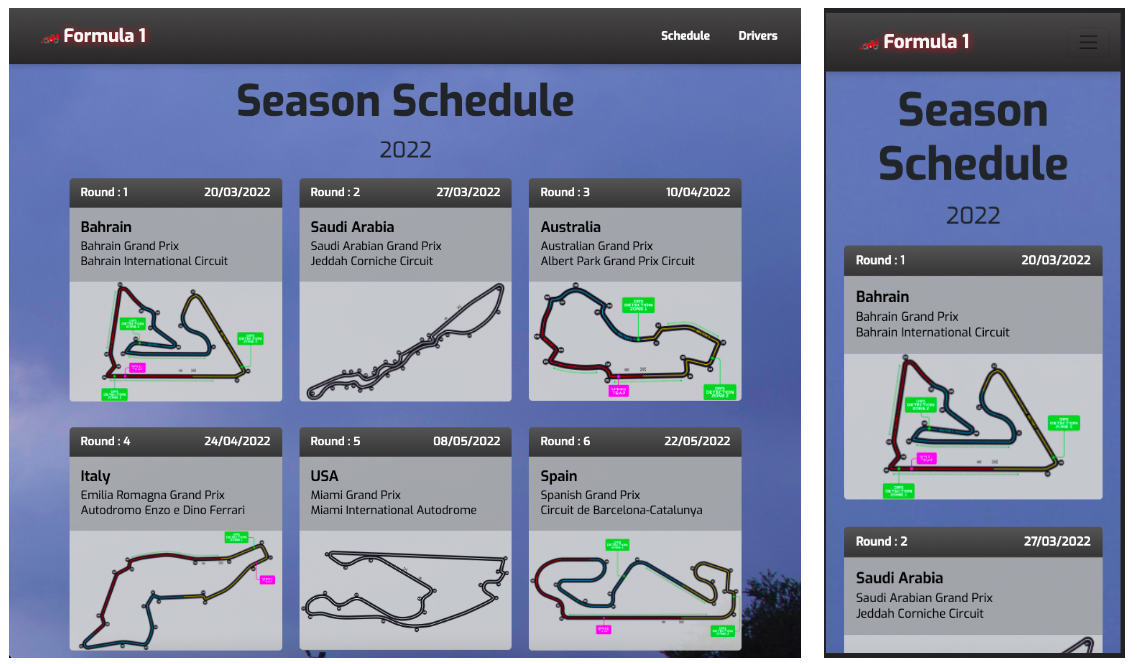 Formula 1
Schedule Drivers
Season Schedule
2022
Round : 1 20/03/2022
Bahrain
Bahrain Grand Prix
Bahrain International Circuit
Round : 2 27/03/2022
Saudi Arabia
Saudi Arabian Grand Prix
Jeddah Corniche Circuit
Round : 3 10/04/2022
Australia
Australian Grand Prix
Albert Park Grand Prix Circuit
Round : 4 24/04/2022
Italy
Emilia Romagna Grand Prix
Autodromo Enzo e Dino Ferrari
Round : 5 08/05/2022
USA
Miami Grand Prix
Miami International Autodrome
Round : 6 22/05/2022
Spain
Spanish Grand Prix
Circuit de Barcelona-Catalunya
Formula 1
Season
Schedule
2022
Round : 1 20/03/2022
Bahrain
Bahrain Grand Prix
Bahrain International Circuit
Round : 2 27/03/2022
Saudi Arabia
Saudi Arabian Grand Prix
Jeddah Corniche Circuit